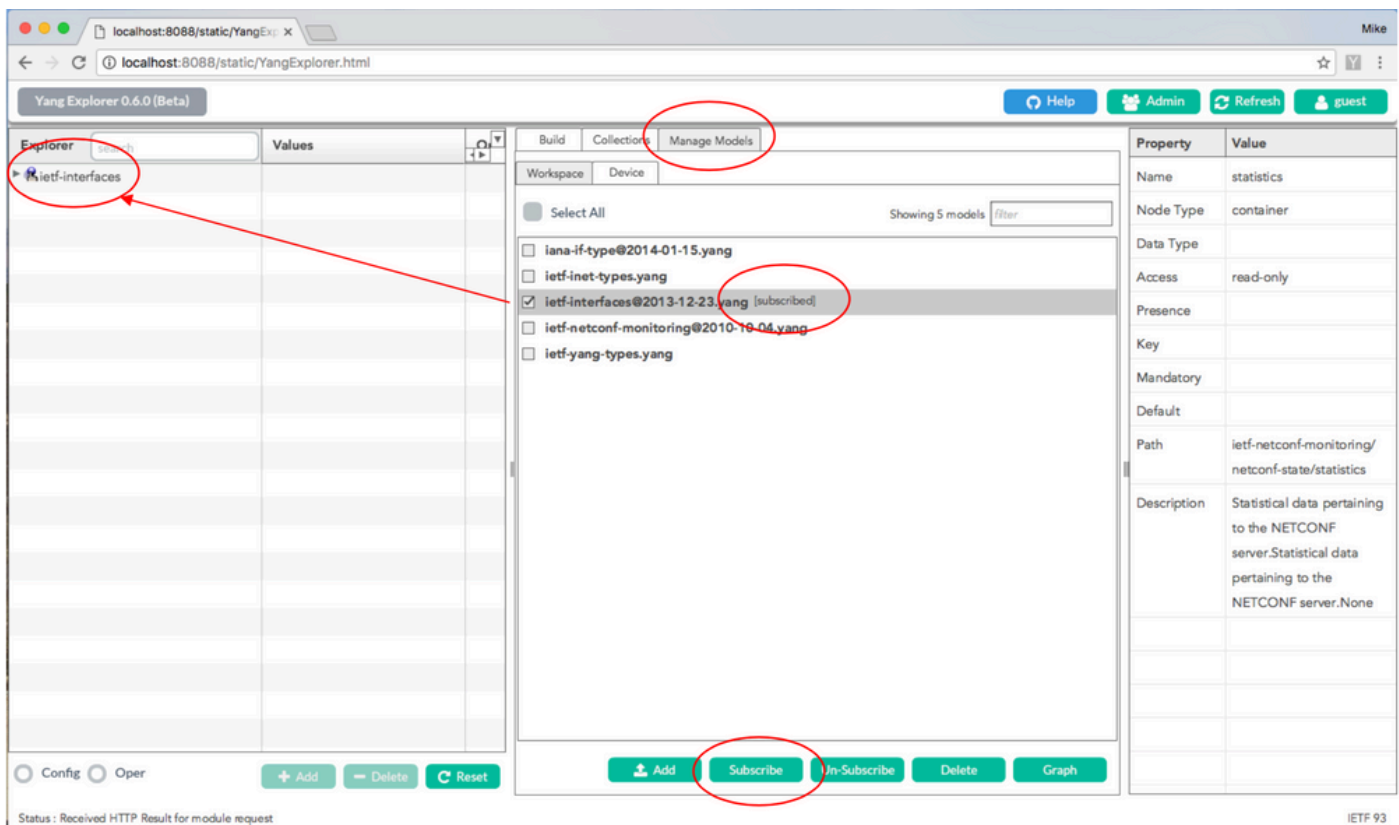 localhost:8088/static/YangExp
Mike
localhost:8088/static/YangExplorer.html
Yang Explorer 0.6.0 (Beta)
Help
Admin
Refresh
guest
Explorer
search
Values
Build
Collections
Manage Models
Workspace
Device
Select All
Showing 5 models
filter
ietf-interfaces
iana-if-type@2014-01-15.yang
ietf-inet-types.yang
ietf-interfaces@2013-12-23.yang [subscribed]
ietf-netconf-monitoring@2010-10-04.yang
ietf-yang-types.yang
Property
Value
Name
statistics
Node Type
container
Data Type
Access
read-only
Presence
Key
Mandatory
Default
Path
ietf-netconf-monitoring/
netconf-state/statistics
Description
Statistical data pertaining
to the NETCONF
server.Statistical data
pertaining to the
NETCONF server.None
Config
Oper
Add
Delete
Reset
Add
Subscribe
Un-Subscribe
Delete
Graph
Status : Received HTTP Result for module request
IETF 93